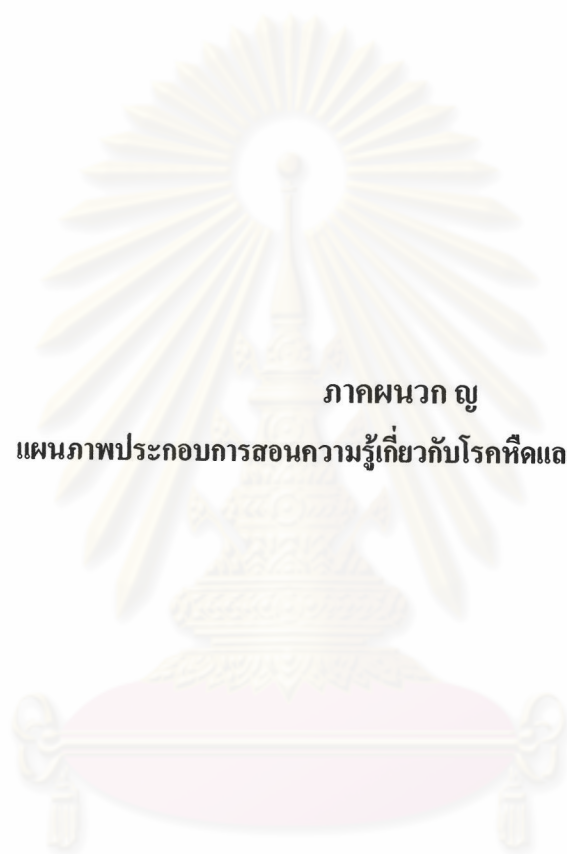 ภาคผนวก ญ
แผนภาพประกอบการสอนความรู้เกี่ยวกับโรคหืดแล